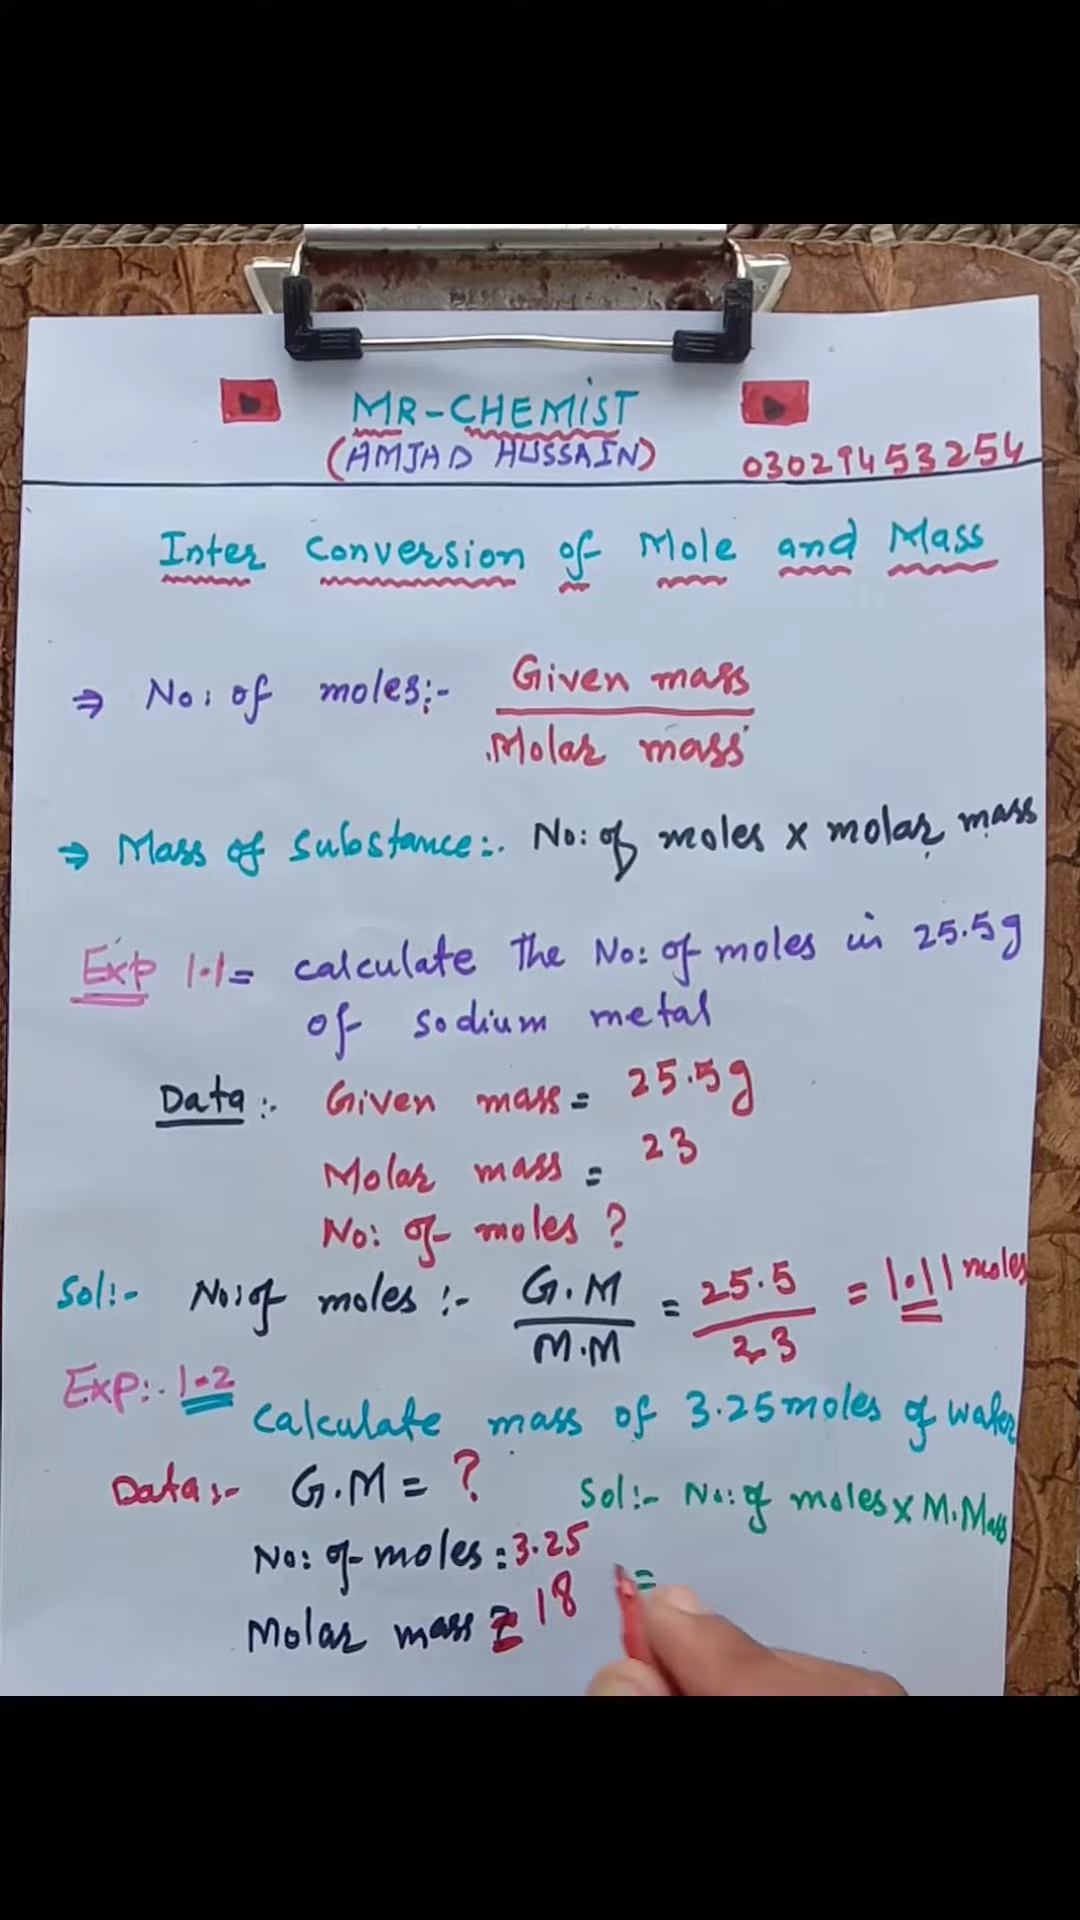 MR-CHEMIST
(AMJAD HUSSAIN) 03029453254
Inter Conversion of Mole and Mass
⇒ No: of moles:- Given mass
Molar mass
⇒ Mass of Substance:. No: of moles x molar mass
Exp 1.1= calculate the No: of moles in 25.5g
of sodium metal
Data:. Given mass = 25.5g
Molar mass = 23
No: of moles ?
Sol:- No: of moles :- G.M / M.M = 25.5 / 23 = 1.11 moles
Exp:. 1.2
Calculate mass of 3.25 moles of water
Data:- G.M = ? Sol:- No: of moles x M.Mass
No: of moles : 3.25 =
Molar mass = 18